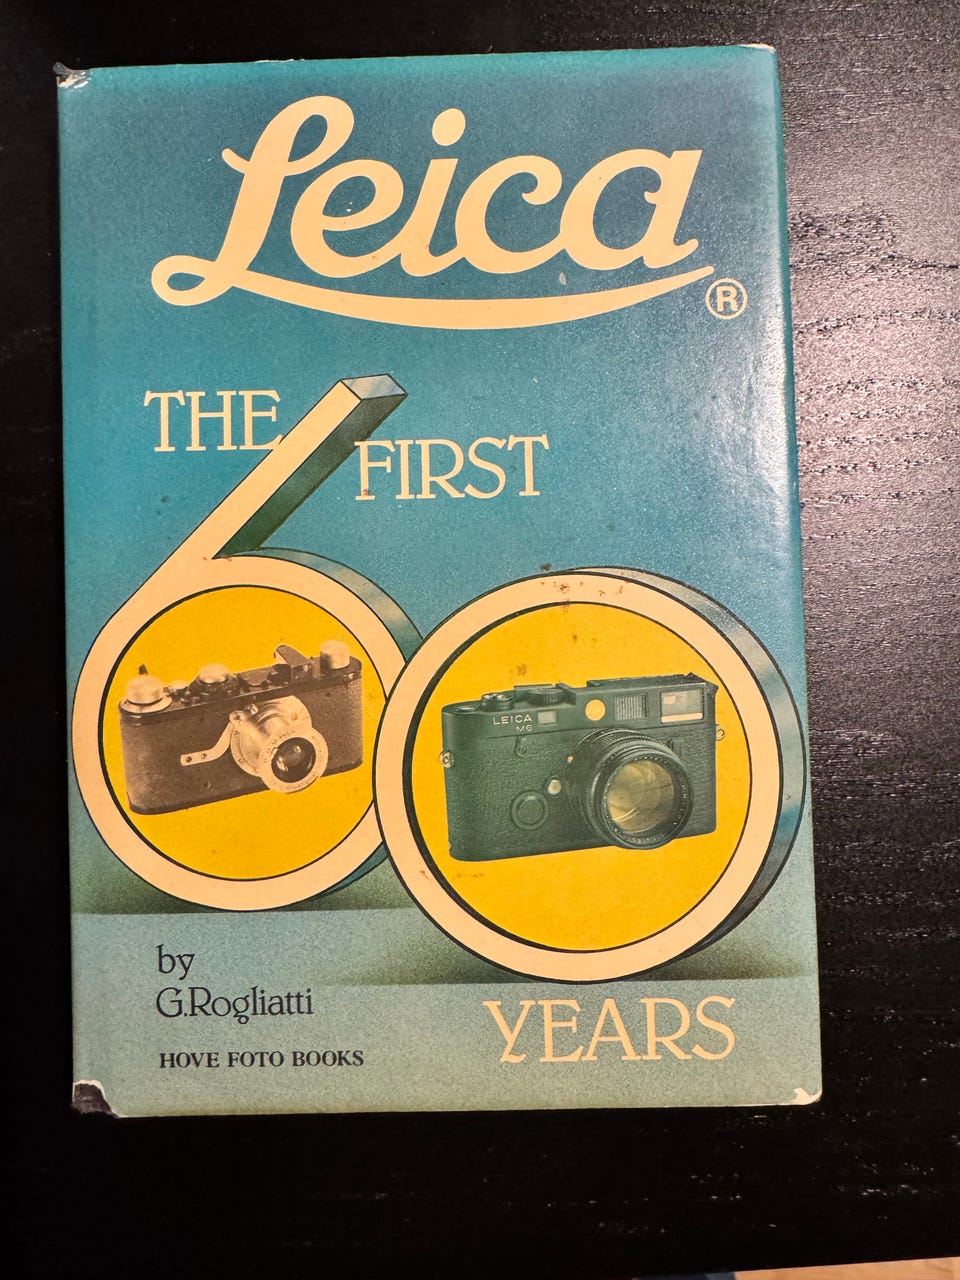 Leica
®
THE
60
FIRST
LEICA
M6
by
G.Rogliatti
HOVE FOTO BOOKS
YEARS